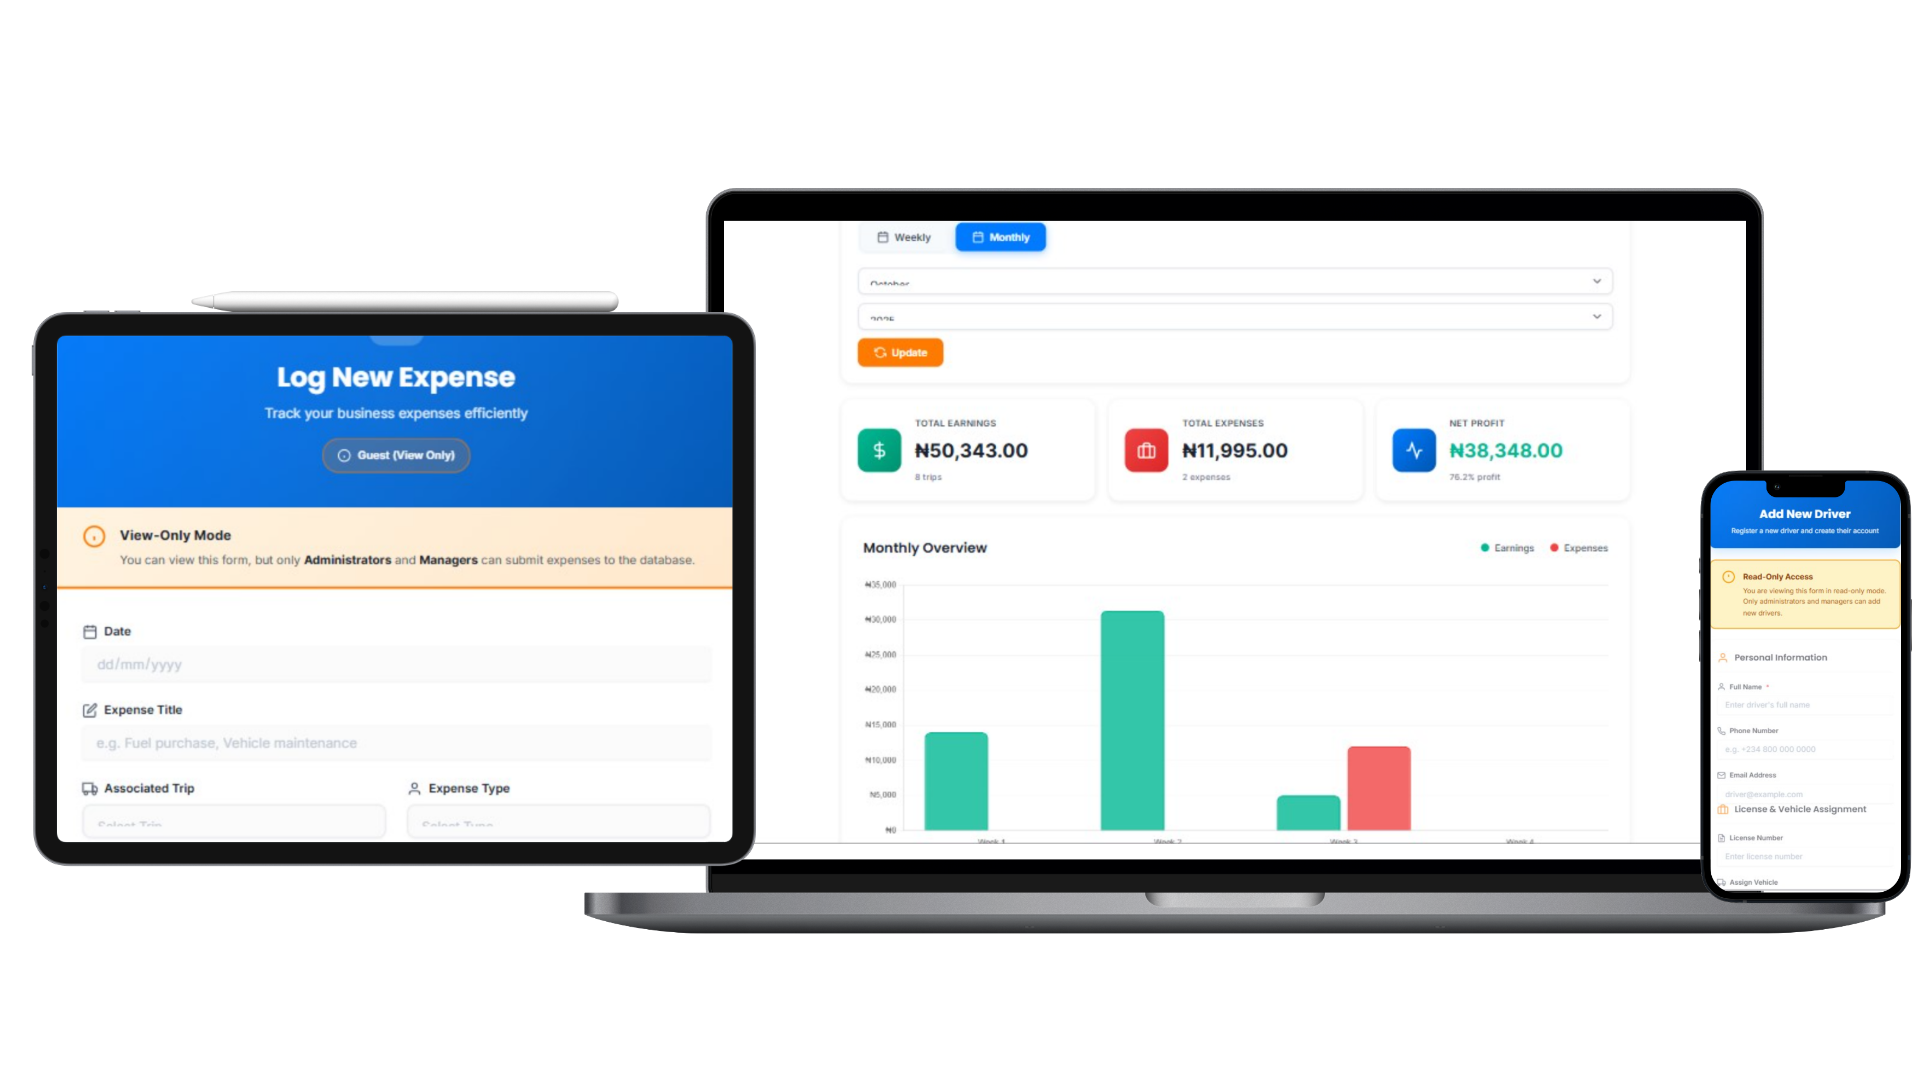 Log New Expense
Track your business expenses efficiently
Guest (View Only)
View-Only Mode
You can view this form, but only Administrators and Managers can submit expenses to the database.
Date
dd/mm/yyyy
Expense Title
e.g. Fuel purchase, Vehicle maintenance
Associated Trip
Expense Type
Select Trip
Select Type
Weekly
Monthly
October
2025
Update
TOTAL EARNINGS
₦50,343.00
8 trips
TOTAL EXPENSES
₦11,995.00
2 expenses
NET PROFIT
₦38,348.00
76.2% profit
Monthly Overview
Earnings
Expenses
₦35,000
₦30,000
₦25,000
₦20,000
₦15,000
₦10,000
₦5,000
₦0
Week 1
Week 2
Week 3
Week 4
Add New Driver
Register a new driver and create their account
Read-Only Access
You are viewing this form in read-only mode.
Only administrators and managers can add
new drivers.
Personal Information
Full Name *
Enter driver's full name
Phone Number
e.g. +234 800 000 0000
Email Address
driver@example.com
License & Vehicle Assignment
License Number
Enter license number
Assign Vehicle